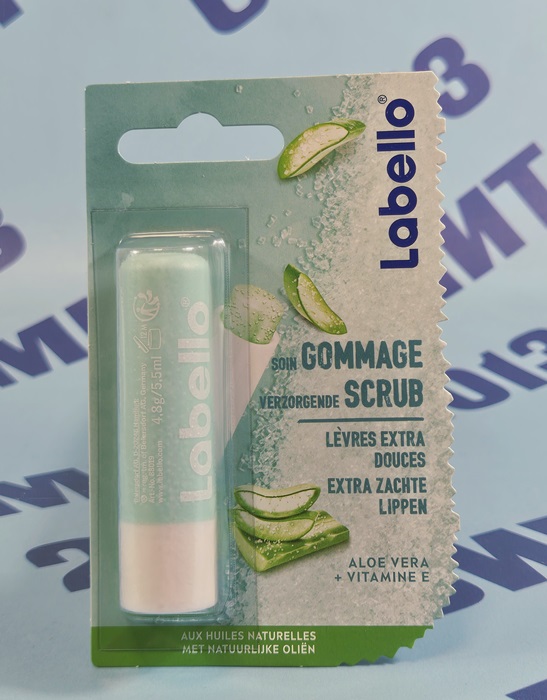 Labello®
SOIN GOMMAGE
VERZORGENDE SCRUB
LÈVRES EXTRA
DOUCES
EXTRA ZACHTE
LIPPEN
ALOE VERA
+ VITAMINE E
AUX HUILES NATURELLES
MET NATUURLIJKE OLIËN
Labello®
4.8g/5.5ml